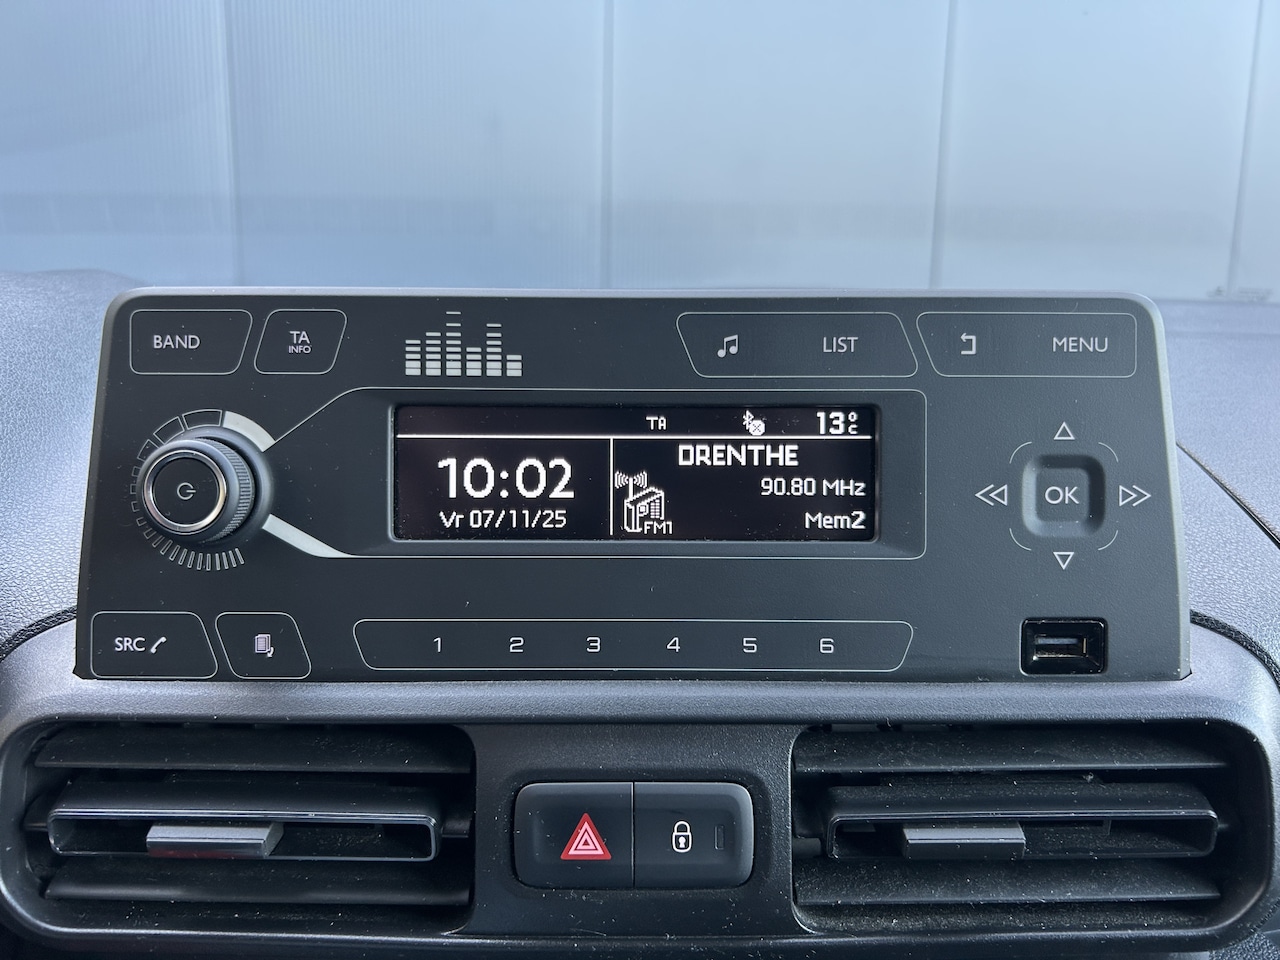 BAND
TA
INFO
LIST
MENU
TA
13°C
10:02
Vr 07/11/25
DRENTHE
90.80 MHz
FM1
Mem2
OK
SRC
1 2 3 4 5 6